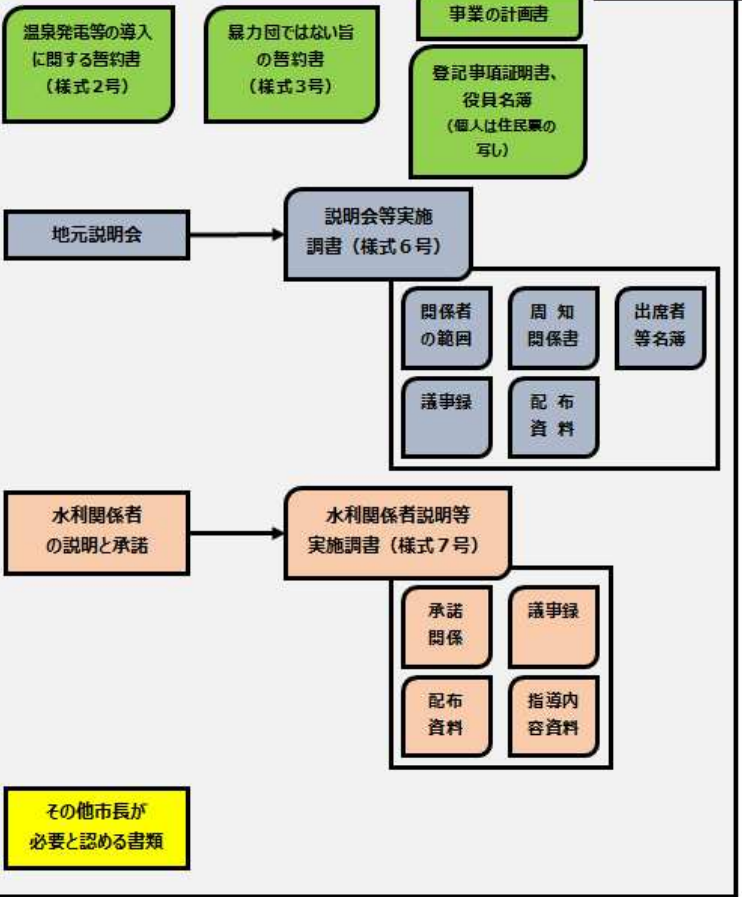 事業の計画書
温泉発電等の導入
に関する誓約書
（様式２号）
暴力団ではない旨
の誓約書
（様式３号）
登記事項証明書、
役員名簿
（個人は住民票の
写し）
地元説明会
説明会等実施
調書（様式６号）
関係者
の範囲
周 知
関係書
出席者
等名簿
議事録
配 布
資 料
水利関係者
の説明と承諾
水利関係者説明等
実施調書（様式７号）
承諾
関係
議事録
配布
資料
指導内
容資料
その他市長が
必要と認める書類